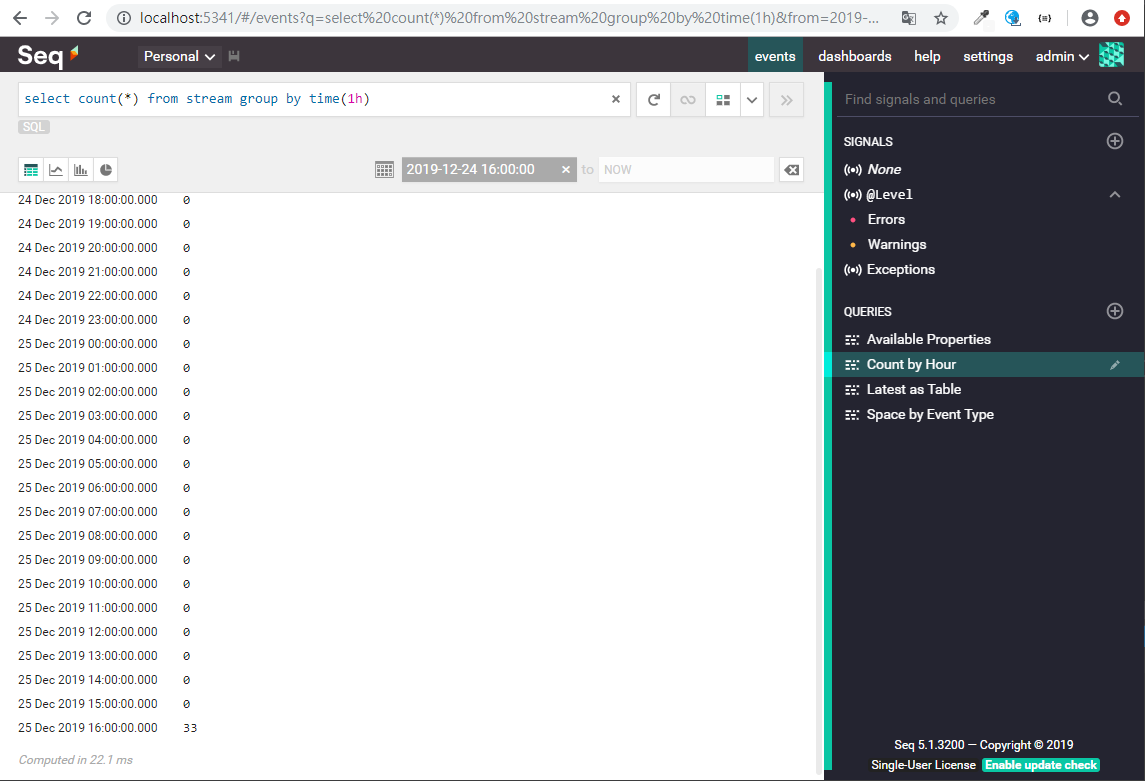 localhost:5341/#/events?q=select%20count(*)%20from%20stream%20group%20by%20time(1h)&from=2019-...
Seq
Personal
events
dashboards
help
settings
admin
select count(*) from stream group by time(1h)
SQL
2019-12-24 16:00:00
to
NOW
24 Dec 2019 18:00:00.000 0
24 Dec 2019 19:00:00.000 0
24 Dec 2019 20:00:00.000 0
24 Dec 2019 21:00:00.000 0
24 Dec 2019 22:00:00.000 0
24 Dec 2019 23:00:00.000 0
25 Dec 2019 00:00:00.000 0
25 Dec 2019 01:00:00.000 0
25 Dec 2019 02:00:00.000 0
25 Dec 2019 03:00:00.000 0
25 Dec 2019 04:00:00.000 0
25 Dec 2019 05:00:00.000 0
25 Dec 2019 06:00:00.000 0
25 Dec 2019 07:00:00.000 0
25 Dec 2019 08:00:00.000 0
25 Dec 2019 09:00:00.000 0
25 Dec 2019 10:00:00.000 0
25 Dec 2019 11:00:00.000 0
25 Dec 2019 12:00:00.000 0
25 Dec 2019 13:00:00.000 0
25 Dec 2019 14:00:00.000 0
25 Dec 2019 15:00:00.000 0
25 Dec 2019 16:00:00.000 33
Computed in 22.1 ms
Find signals and queries
SIGNALS
None
@Level
Errors
Warnings
Exceptions
QUERIES
Available Properties
Count by Hour
Latest as Table
Space by Event Type
Seq 5.1.3200 — Copyright © 2019
Single-User License Enable update check